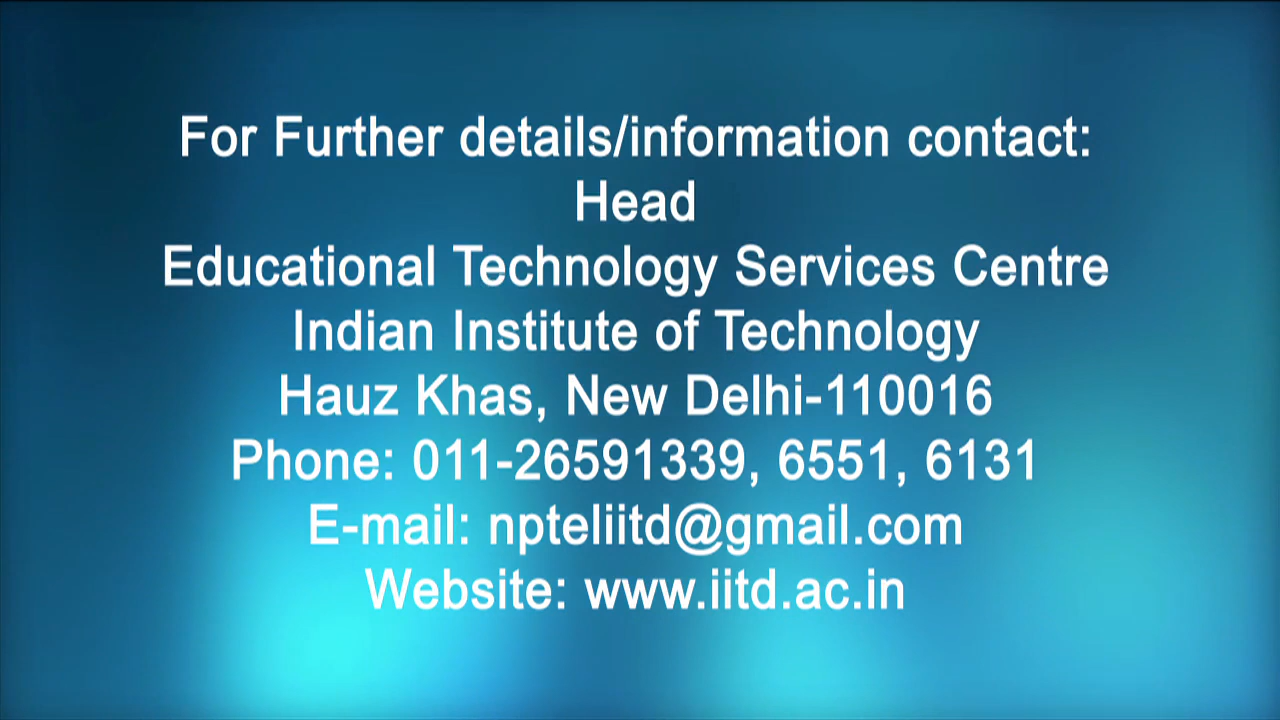 For Further details/information contact:
Head
Educational Technology Services Centre
Indian Institute of Technology
Hauz Khas, New Delhi-110016
Phone: 011-26591339, 6551, 6131
E-mail: npteliitd@gmail.com
Website: www.iitd.ac.in